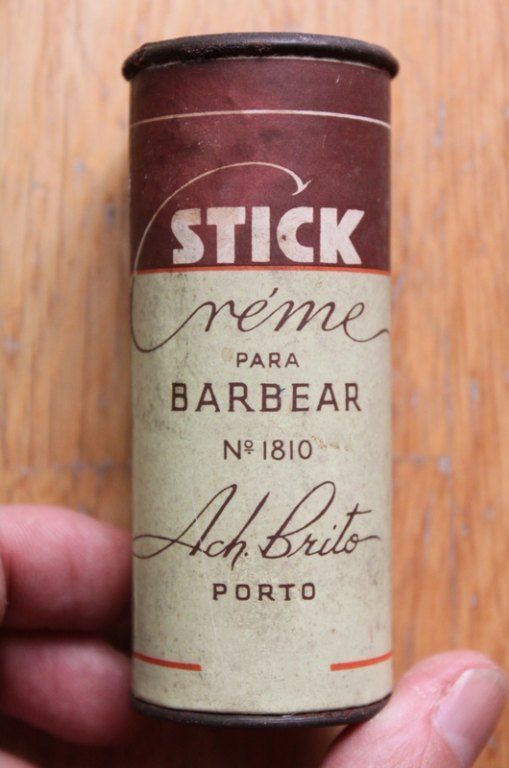 STICK
Créme
PARA
BARBEAR
Nº 1810
Ach. Brito
PORTO